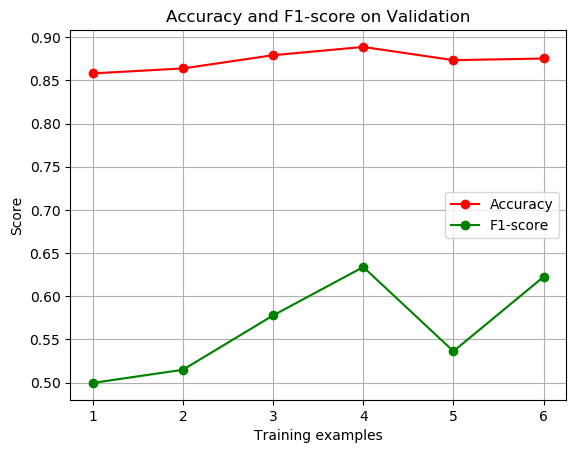 Accuracy and F1-score on Validation
0.90
0.85
0.80
0.75
0.70
0.65
0.60
0.55
0.50
Score
Accuracy
F1-score
1 2 3 4 5 6
Training examples